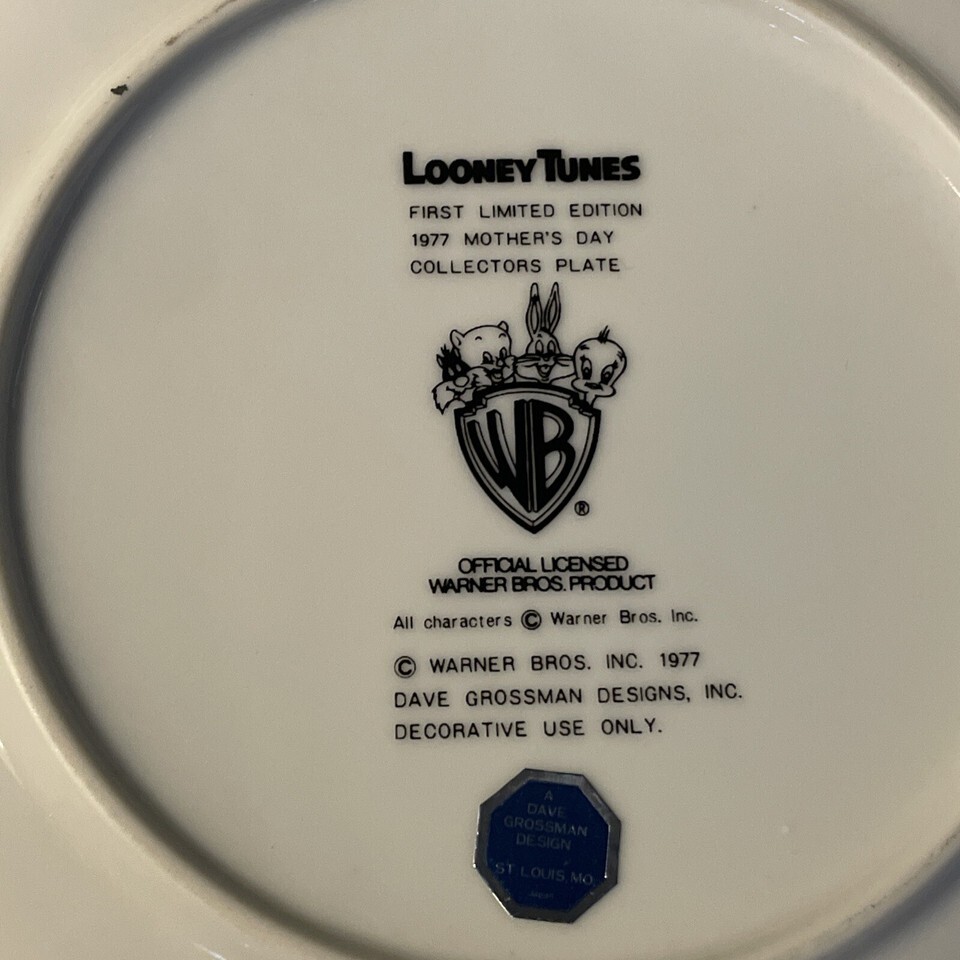 LOONEY TUNES
FIRST LIMITED EDITION
1977 MOTHER'S DAY
COLLECTORS PLATE
WB
®
OFFICIAL LICENSED
WARNER BROS. PRODUCT
All characters © Warner Bros. Inc.
© WARNER BROS. INC. 1977
DAVE GROSSMAN DESIGNS, INC.
DECORATIVE USE ONLY.
A
DAVE
GROSSMAN
DESIGN
ST LOUIS, MO.